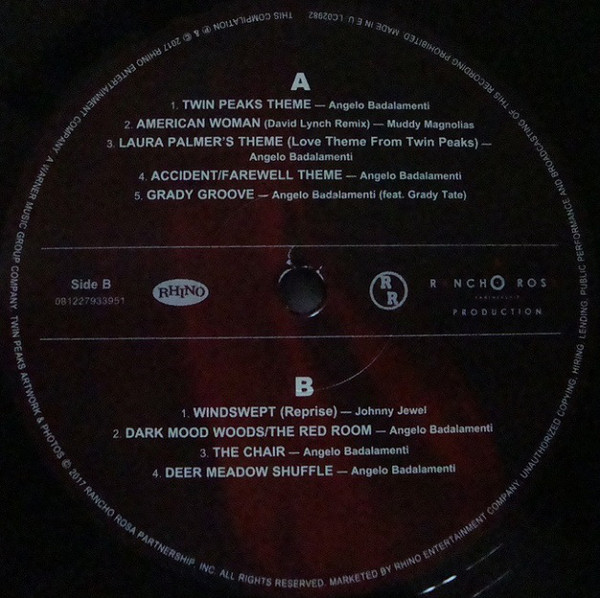 A
1. TWIN PEAKS THEME — Angelo Badalamenti
2. AMERICAN WOMAN (David Lynch Remix) — Muddy Magnolias
3. LAURA PALMER'S THEME (Love Theme From Twin Peaks) —
Angelo Badalamenti
4. ACCIDENT/FAREWELL THEME — Angelo Badalamenti
5. GRADY GROOVE — Angelo Badalamenti (feat. Grady Tate)
Side B
081227933951
RHINO
RR
RANCHO ROSA
PARTNERSHIP
PRODUCTION
B
1. WINDSWEPT (Reprise) — Johnny Jewel
2. DARK MOOD WOODS/THE RED ROOM — Angelo Badalamenti
3. THE CHAIR — Angelo Badalamenti
4. DEER MEADOW SHUFFLE — Angelo Badalamenti
THIS COMPILATION ℗ & © 2017 RHINO ENTERTAINMENT COMPANY, A WARNER MUSIC GROUP COMPANY. TWIN PEAKS ARTWORK & PHOTOS © 2017 RANCHO ROSA PARTNERSHIP, INC. ALL RIGHTS RESERVED. MARKETED BY RHINO ENTERTAINMENT COMPANY. UNAUTHORIZED COPYING, HIRING, LENDING, PUBLIC PERFORMANCE AND BROADCASTING OF THIS RECORDING PROHIBITED. MADE IN E.U. LC02982